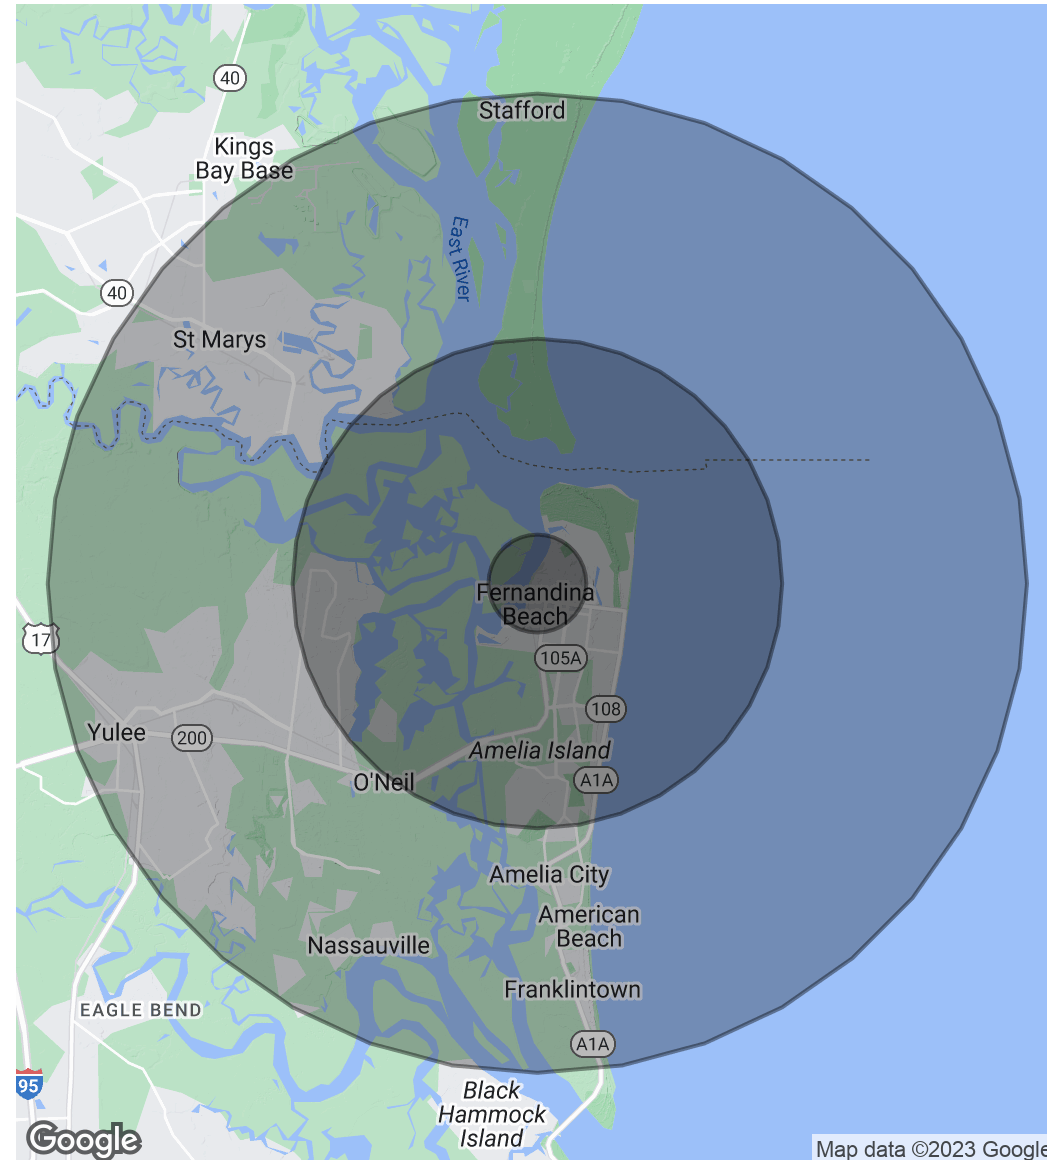 Stafford
40
Kings
Bay Base
East River
40
St Marys
Fernandina
Beach
17
105A
108
Yulee
200
Amelia Island
O'Neil
A1A
Amelia City
American
Beach
Nassauville
Franklintown
EAGLE BEND
A1A
95
Black
Hammock
Island
Google
Map data ©2023 Google